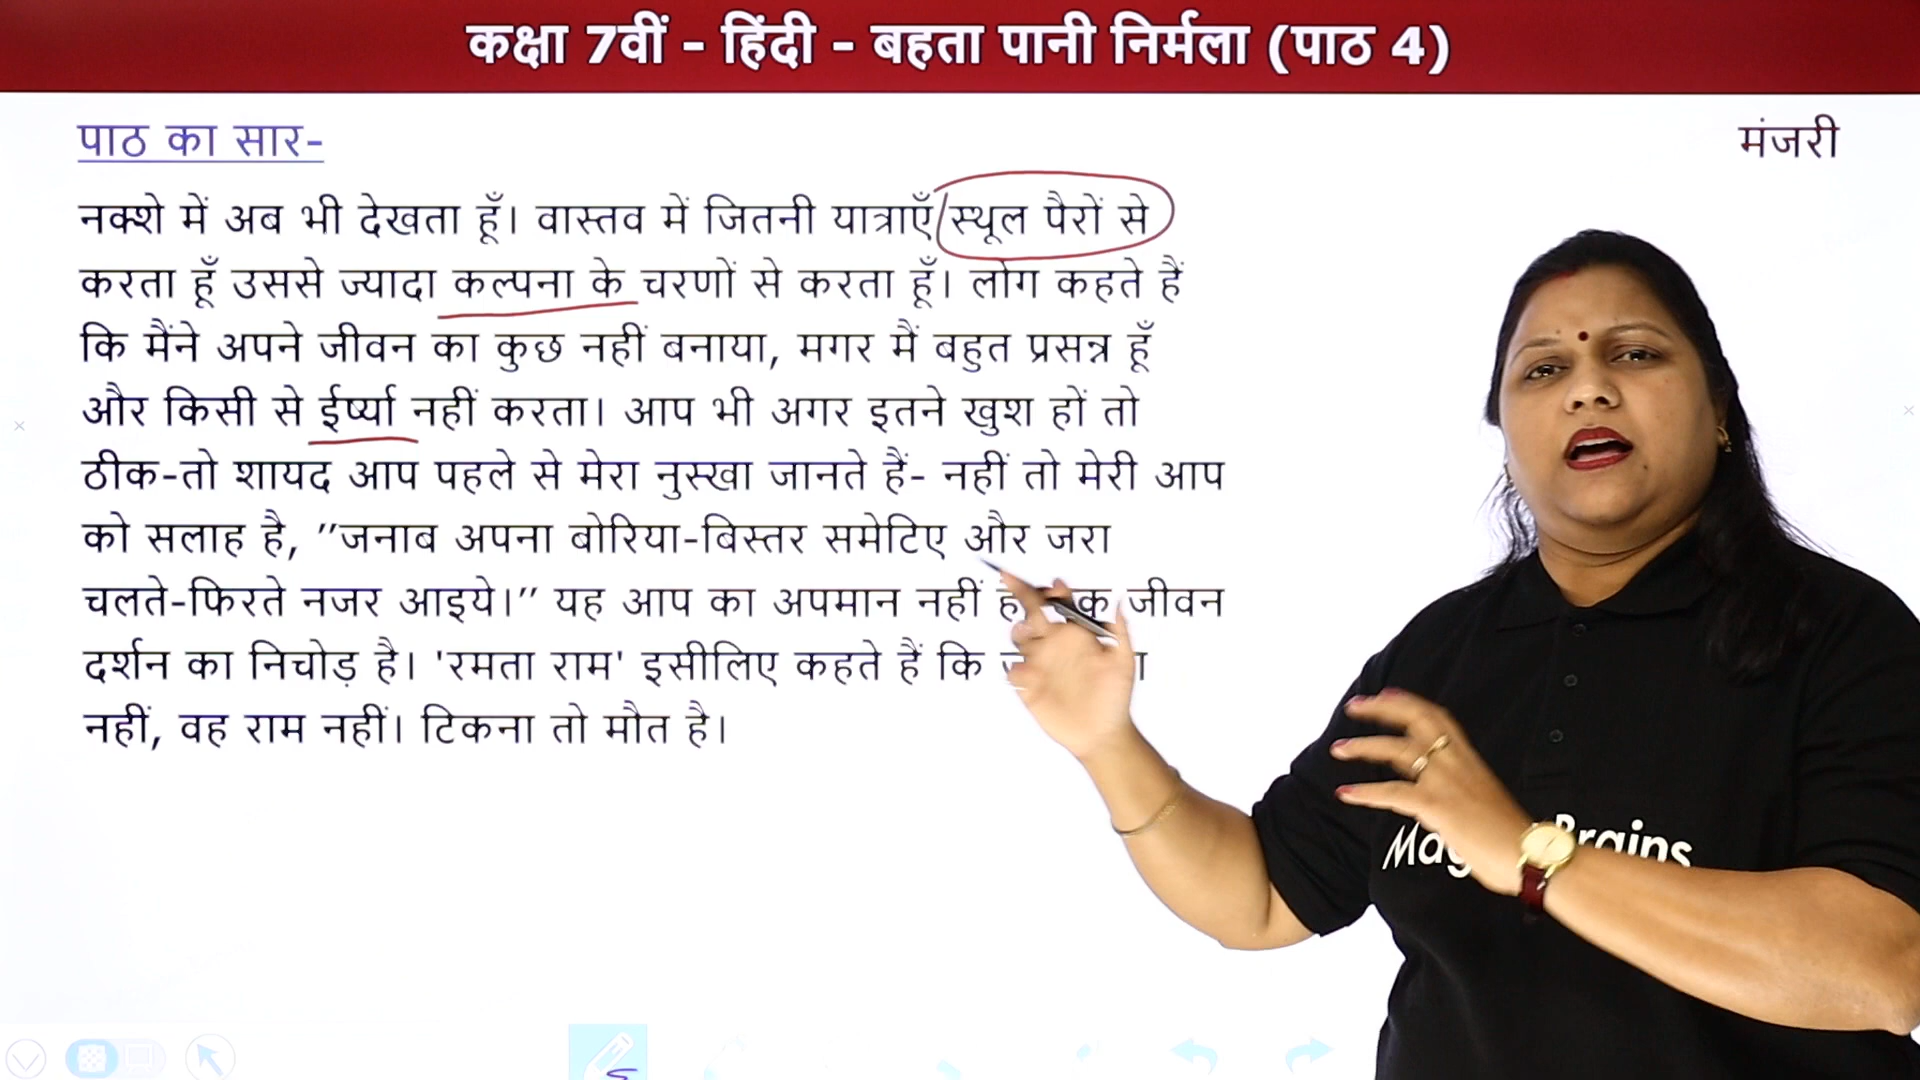 कक्षा 7वीं - हिंदी - बहता पानी निर्मला (पाठ 4)
पाठ का सार-
मंजरी
नक्शे में अब भी देखता हूँ। वास्तव में जितनी यात्राएँ स्थूल पैरों से
करता हूँ उससे ज्यादा कल्पना के चरणों से करता हूँ। लोग कहते हैं
कि मैंने अपने जीवन का कुछ नहीं बनाया, मगर मैं बहुत प्रसन्न हूँ
और किसी से ईर्ष्या नहीं करता। आप भी अगर इतने खुश हों तो
ठीक-तो शायद आप पहले से मेरा नुस्खा जानते हैं- नहीं तो मेरी आप
को सलाह है, ’’जनाब अपना बोरिया-बिस्तर समेटिए और जरा
चलते-फिरते नजर आइये।’’ यह आप का अपमान नहीं जीवन
दर्शन का निचोड़ है। 'रमता राम' इसीलिए कहते हैं कि
नहीं, वह राम नहीं। टिकना तो मौत है।